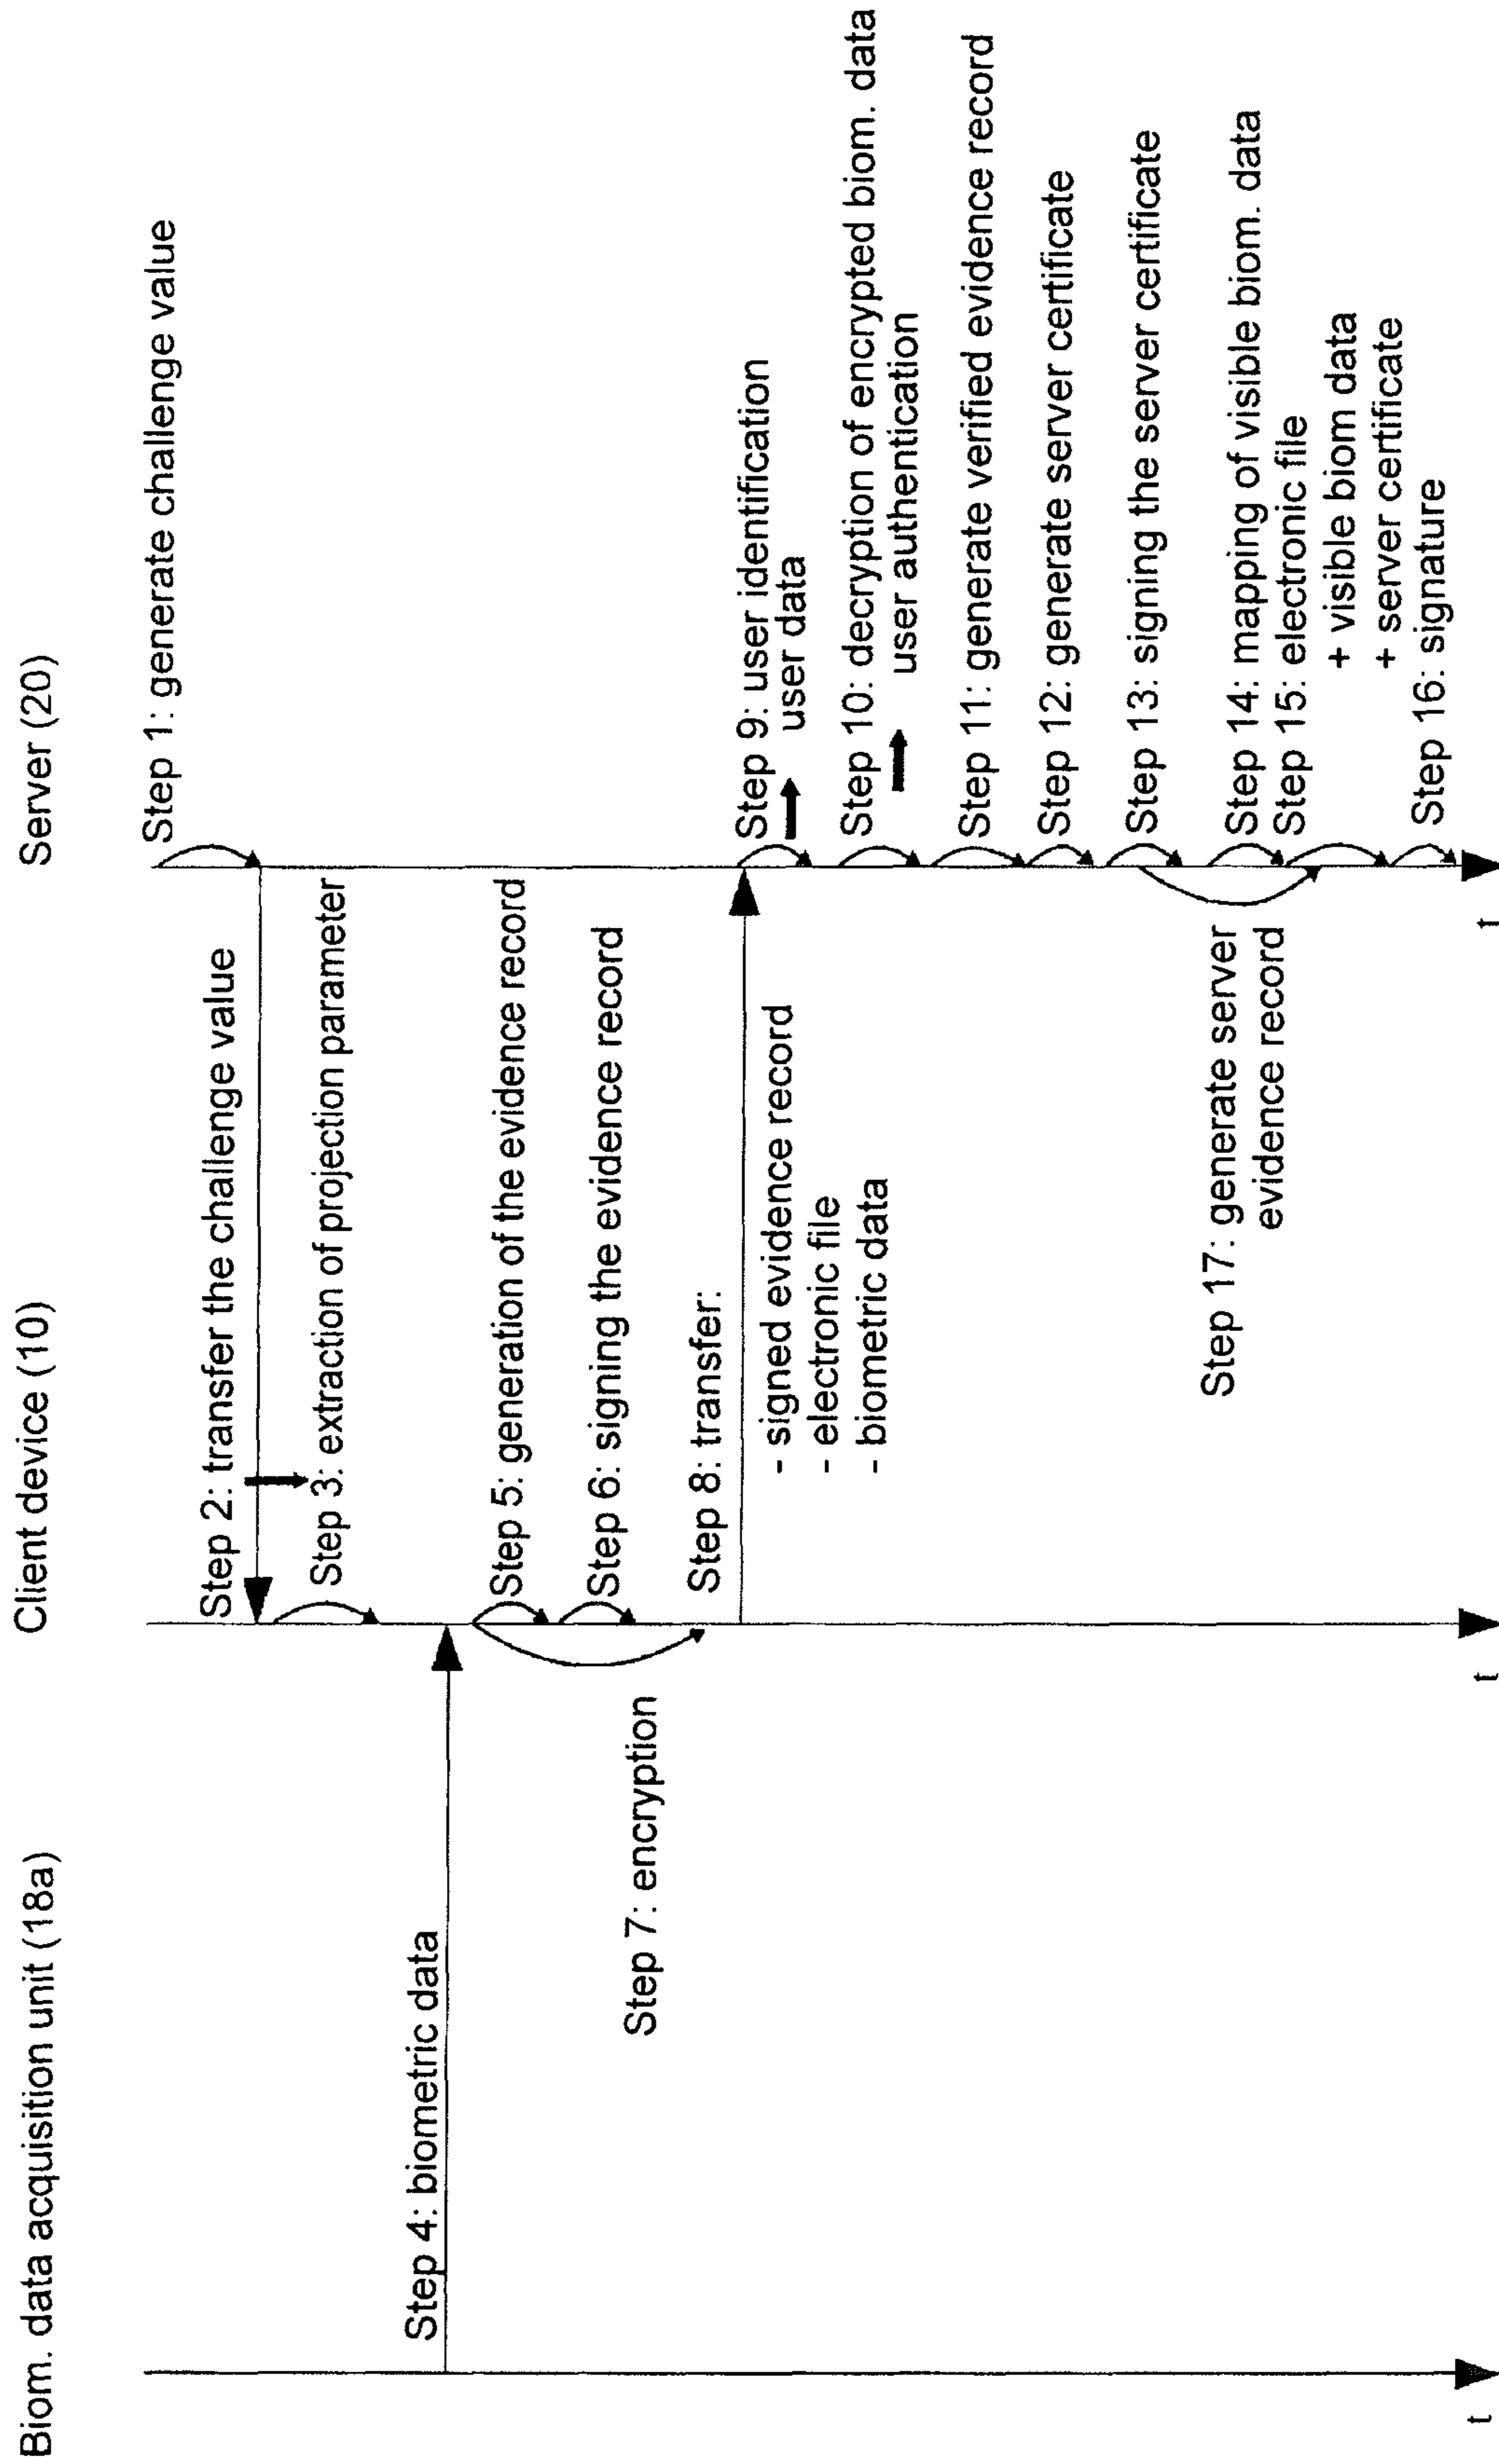 Biom. data acquisition unit (18a)
Client device (10)
Server (20)
Step 1: generate challenge value
Step 2: transfer the challenge value
Step 3: extraction of projection parameter
Step 4: biometric data
Step 5: generation of the evidence record
Step 6: signing the evidence record
Step 7: encryption
Step 8: transfer:
- signed evidence record
- electronic file
- biometric data
Step 9: user identification
user data
Step 10: decryption of encrypted biom. data
user authentication
Step 11: generate verified evidence record
Step 12: generate server certificate
Step 13: signing the server certificate
Step 14: mapping of visible biom. data
Step 15: electronic file
+ visible biom data
+ server certificate
Step 16: signature
Step 17: generate server
evidence record
t
t
t